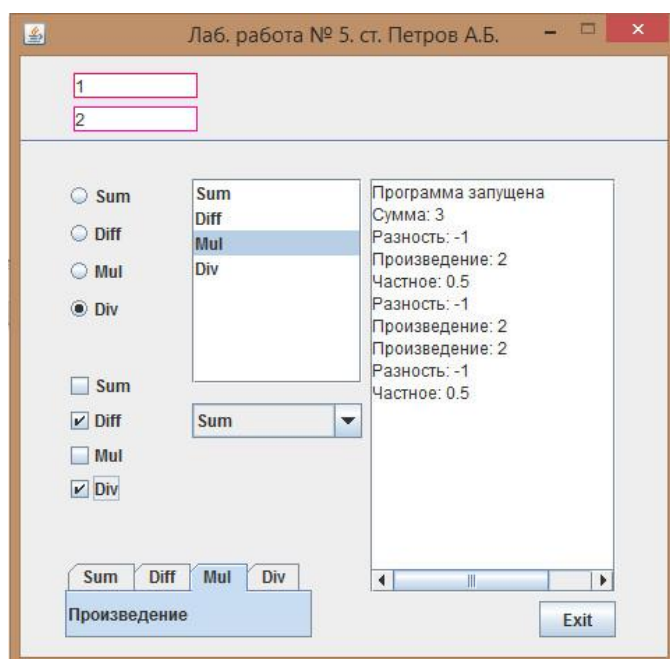 Лаб. работа № 5. ст. Петров А.Б.
1
2
Sum
Diff
Mul
Div
Sum
Diff
Mul
Div
Sum
Diff
Mul
Div
Sum
Программа запущена
Сумма: 3
Разность: -1
Произведение: 2
Частное: 0.5
Разность: -1
Произведение: 2
Произведение: 2
Разность: -1
Частное: 0.5
Sum Diff Mul Div
Произведение
Exit